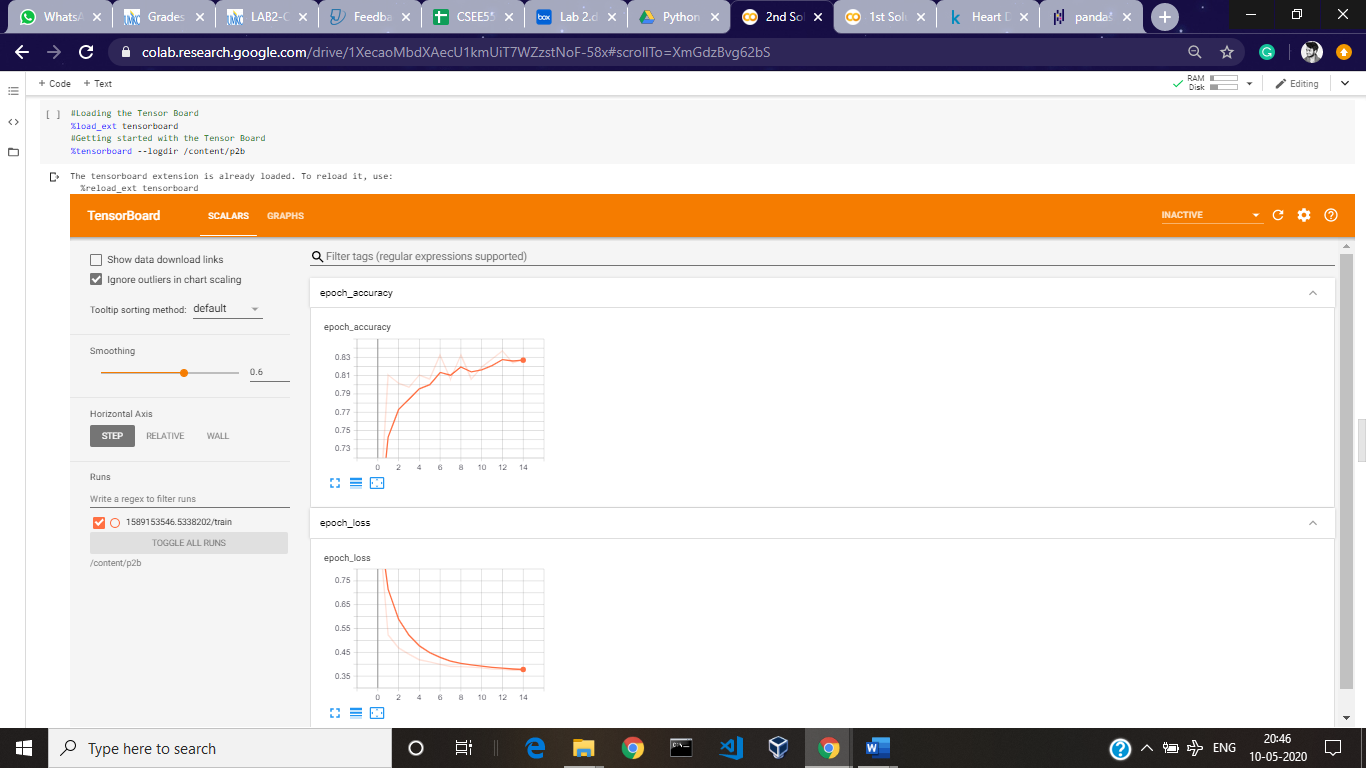 WhatsA
Grades
LAB2-C
Feedba
CSEE55
Lab 2.d
Python
2nd So
1st Sol
Heart D
pandas
colab.research.google.com/drive/1XecaoMbdXAecU1kmUiT7WZzstNoF-58x#scrollTo=XmGdzBvg62bS
+ Code + Text
RAM
Disk
Editing
[ ] #Loading the Tensor Board
%load_ext tensorboard
#Getting started with the Tensor Board
%tensorboard --logdir /content/p2b
The tensorboard extension is already loaded. To reload it, use:
%reload_ext tensorboard
TensorBoard SCALARS GRAPHS INACTIVE
Show data download links
Ignore outliers in chart scaling
Tooltip sorting method: default
Smoothing
0.6
Horizontal Axis
STEP RELATIVE WALL
Runs
Write a regex to filter runs
1589153546.5338202/train
TOGGLE ALL RUNS
/content/p2b
Filter tags (regular expressions supported)
epoch_accuracy
epoch_accuracy
0.83
0.81
0.79
0.77
0.75
0.73
0 2 4 6 8 10 12 14
epoch_loss
epoch_loss
0.75
0.65
0.55
0.45
0.35
0 2 4 6 8 10 12 14
Type here to search
ENG
20:46
10-05-2020